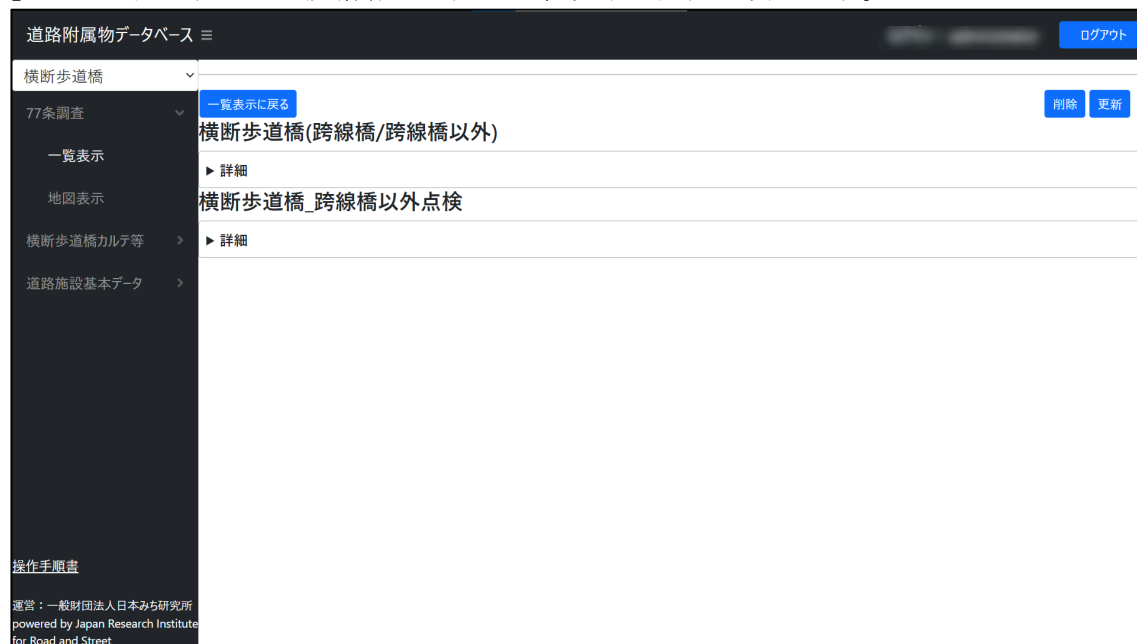 道路附属物データベース ≡
ログアウト
横断歩道橋
77条調査
一覧表示
地図表示
横断歩道橋カルテ等
道路施設基本データ
一覧表示に戻る
削除 更新
横断歩道橋(跨線橋/跨線橋以外)
▶ 詳細
横断歩道橋_跨線橋以外点検
▶ 詳細
操作手順書
運営：一般財団法人日本みち研究所
powered by Japan Research Institute
for Road and Street